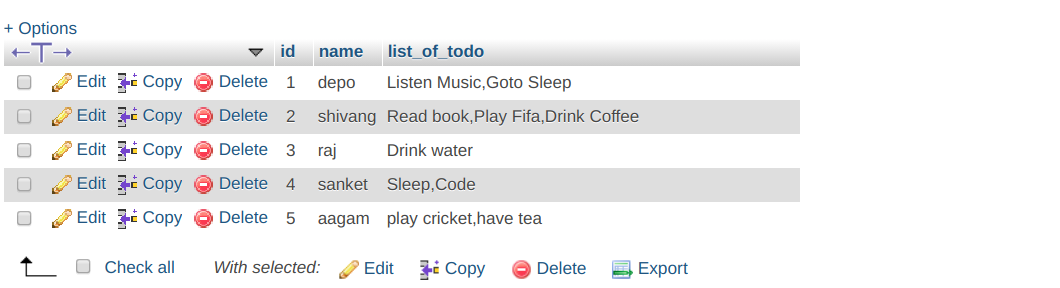 + Options
id name list_of_todo
Edit Copy Delete 1 depo Listen Music,Goto Sleep
Edit Copy Delete 2 shivang Read book,Play Fifa,Drink Coffee
Edit Copy Delete 3 raj Drink water
Edit Copy Delete 4 sanket Sleep,Code
Edit Copy Delete 5 aagam play cricket,have tea
Check all With selected: Edit Copy Delete Export